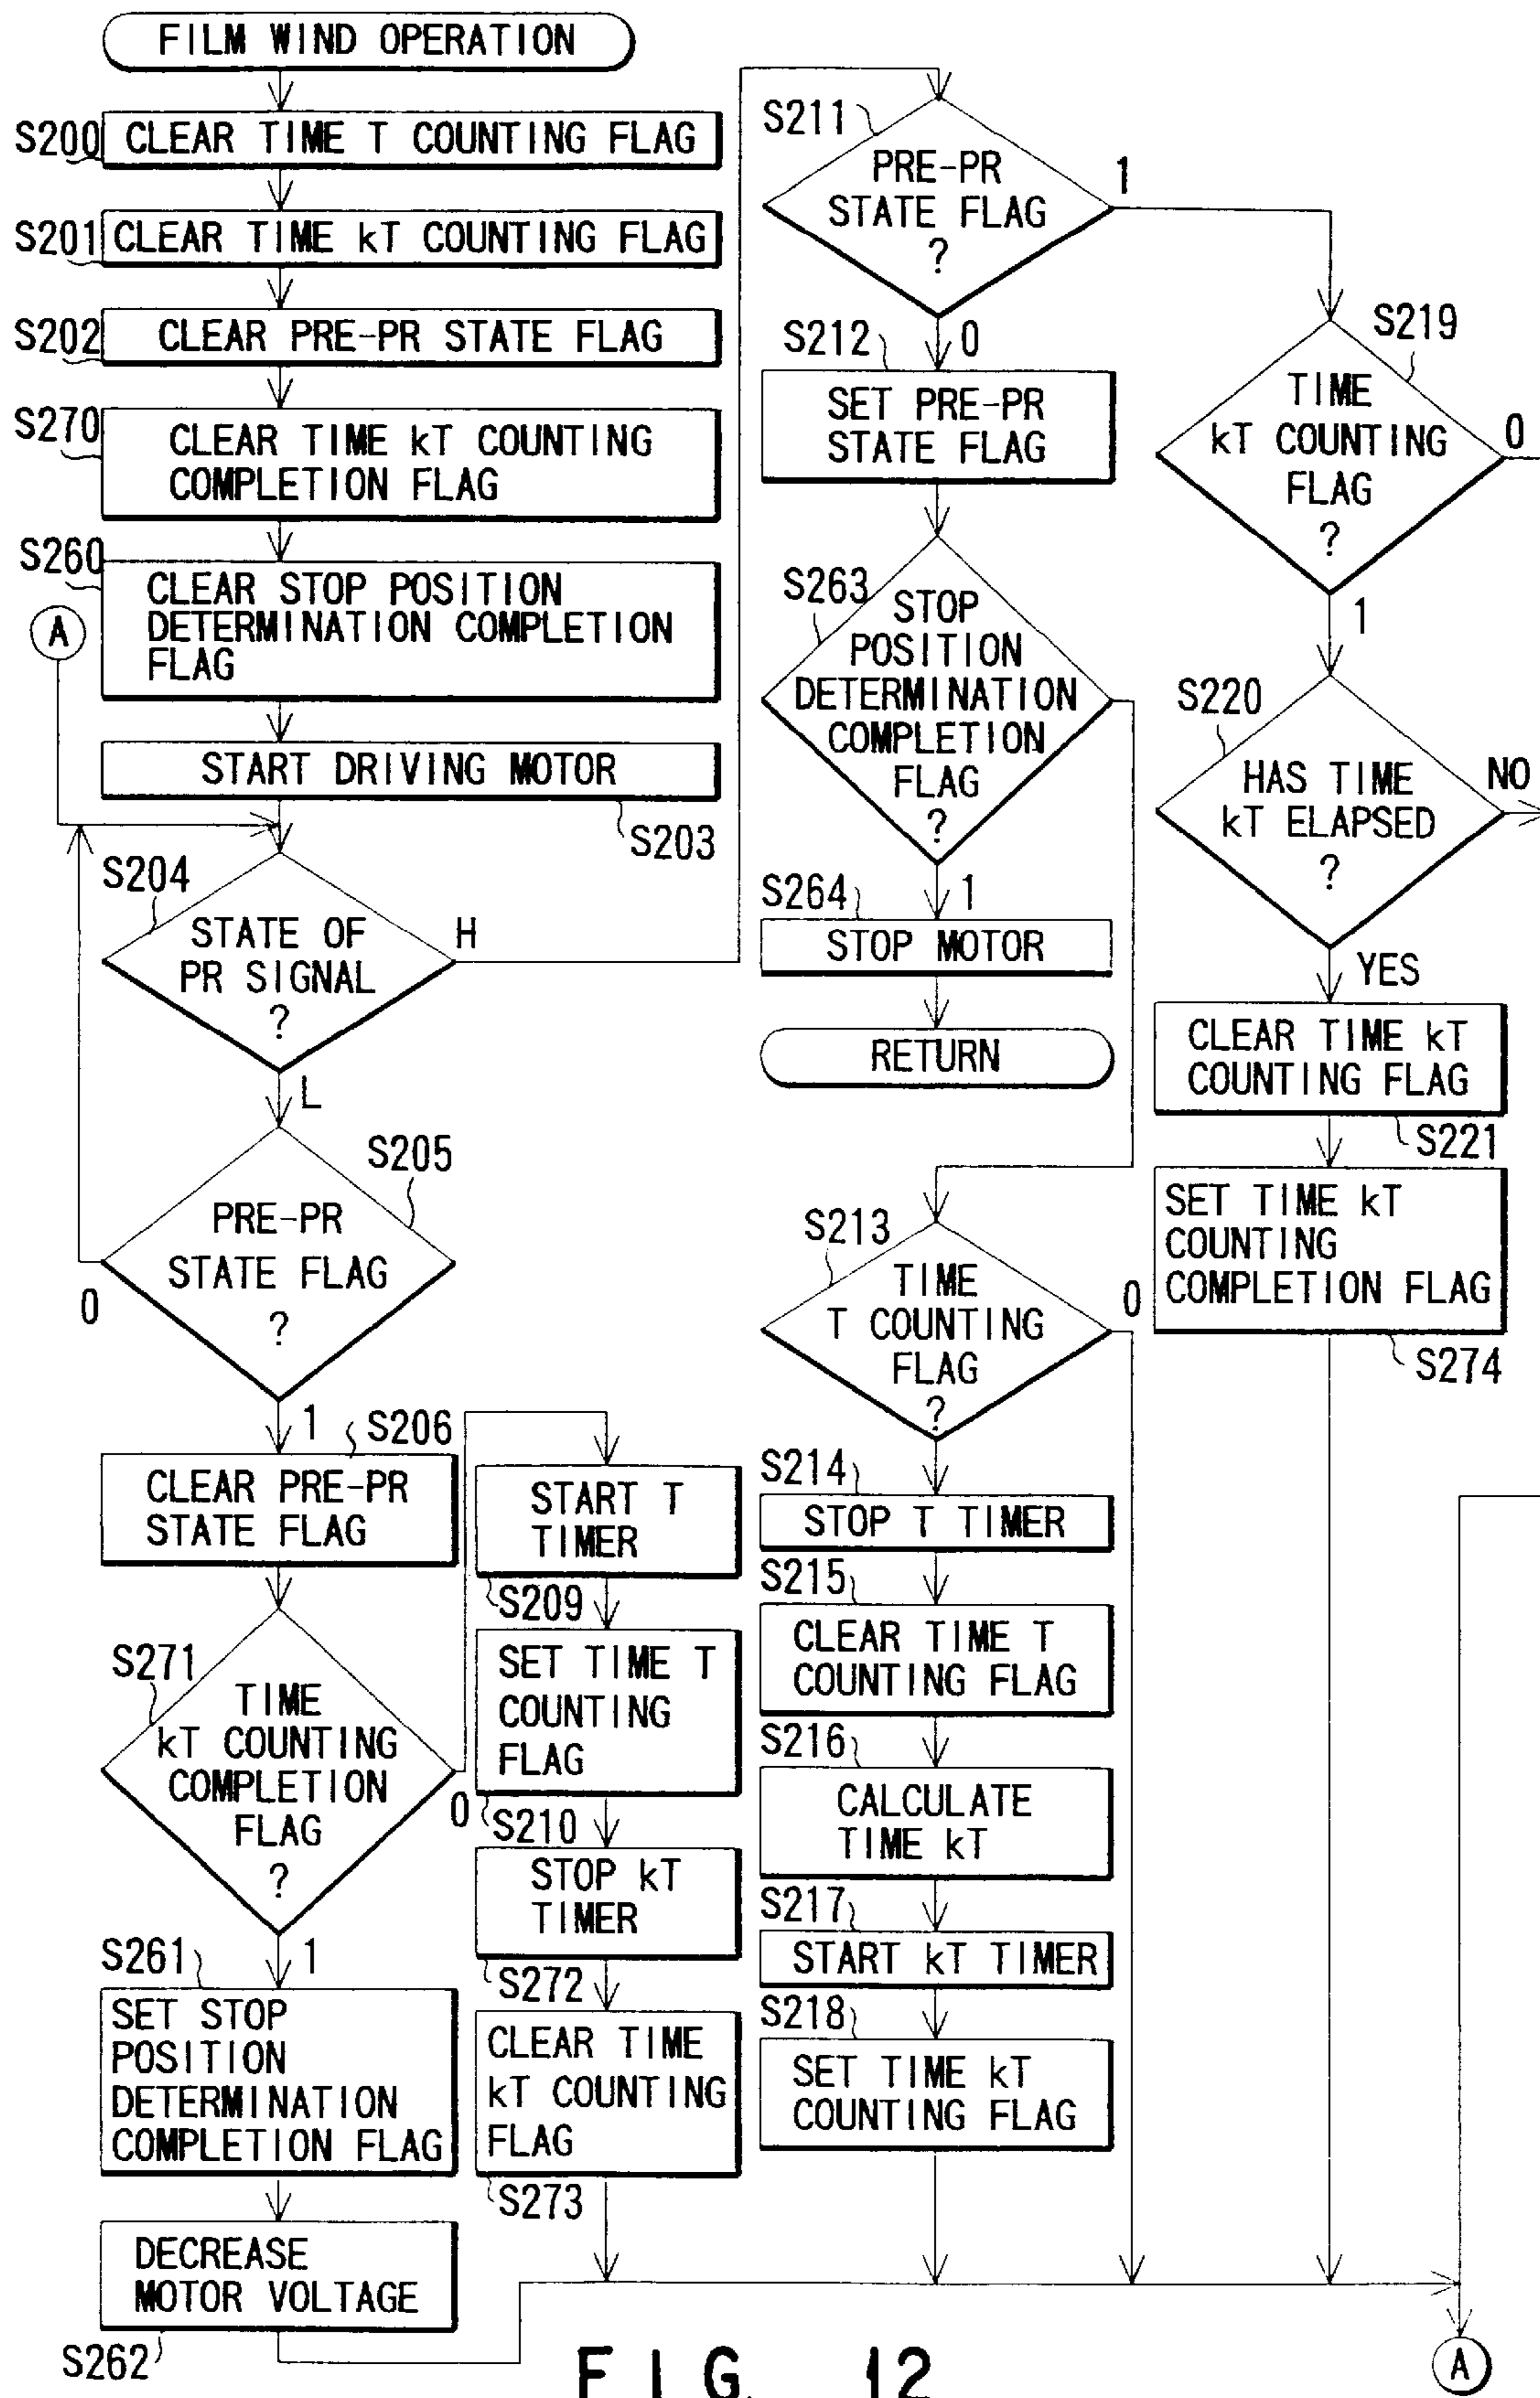 FILM WIND OPERATION
S200
CLEAR TIME T COUNTING FLAG
S201
CLEAR TIME kT COUNTING FLAG
S202
CLEAR PRE-PR STATE FLAG
S270
CLEAR TIME kT COUNTING
COMPLETION FLAG
S260
CLEAR STOP POSITION
DETERMINATION COMPLETION
FLAG
A
START DRIVING MOTOR
S203
S204
STATE OF
PR SIGNAL
?
H
L
S205
PRE-PR
STATE FLAG
?
0
1
S206
CLEAR PRE-PR
STATE FLAG
S271
TIME
kT COUNTING
COMPLETION
FLAG
?
0
1
S261
SET STOP
POSITION
DETERMINATION
COMPLETION FLAG
DECREASE
MOTOR VOLTAGE
S262
START T
TIMER
S209
SET TIME T
COUNTING
FLAG
S210
STOP kT
TIMER
S272
CLEAR TIME
kT COUNTING
FLAG
S273
S211
PRE-PR
STATE FLAG
?
1
0
S212
SET PRE-PR
STATE FLAG
S263
STOP
POSITION
DETERMINATION
COMPLETION
FLAG
?
1
S264
STOP MOTOR
RETURN
S213
TIME
T COUNTING
FLAG
?
0
S214
STOP T TIMER
S215
CLEAR TIME T
COUNTING FLAG
S216
CALCULATE
TIME kT
S217
START kT TIMER
S218
SET TIME kT
COUNTING FLAG
S219
TIME
kT COUNTING
FLAG
?
0
1
S220
HAS TIME
kT ELAPSED
?
NO
YES
CLEAR TIME kT
COUNTING FLAG
S221
SET TIME kT
COUNTING
COMPLETION FLAG
S274
A
FIG. 12